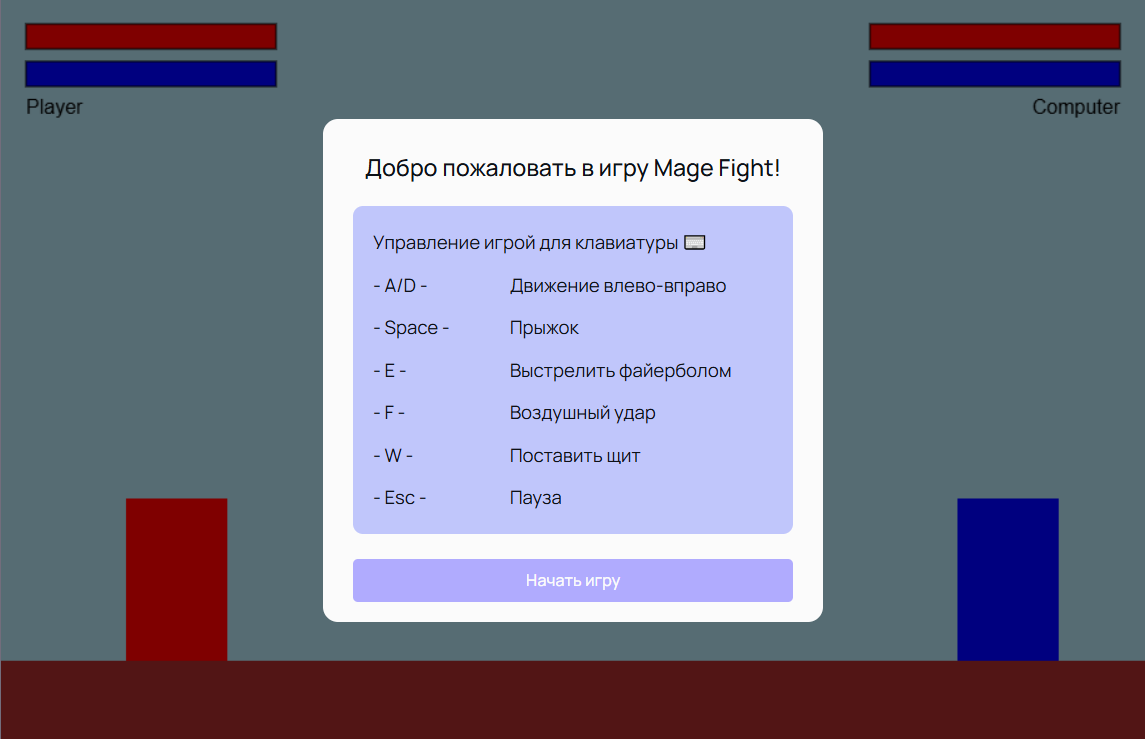 Player
Computer
Добро пожаловать в игру Mage Fight!
Управление игрой для клавиатуры
- A/D - Движение влево-вправо
- Space - Прыжок
- E - Выстрелить файерболом
- F - Воздушный удар
- W - Поставить щит
- Esc - Пауза
Начать игру